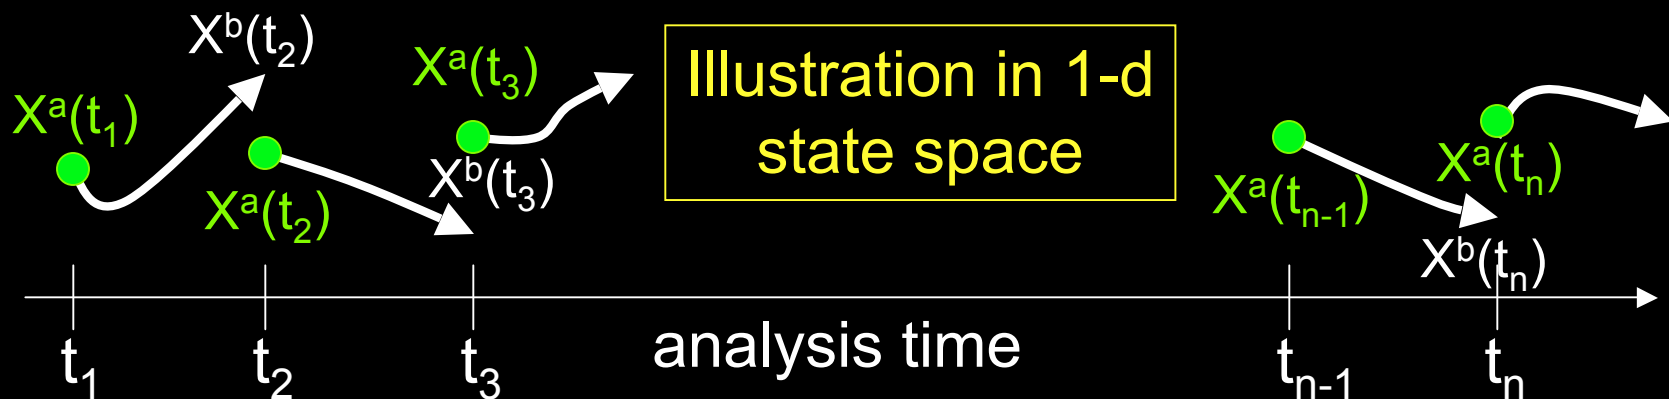 Xᵇ(t₂)
Xᵃ(t₁)
Xᵃ(t₂)
Xᵃ(t₃)
Xᵇ(t₃)
Illustration in 1-d
state space
Xᵃ(tₙ₋₁)
Xᵃ(tₙ)
Xᵇ(tₙ)
analysis time
t₁ t₂ t₃ tₙ₋₁ tₙ